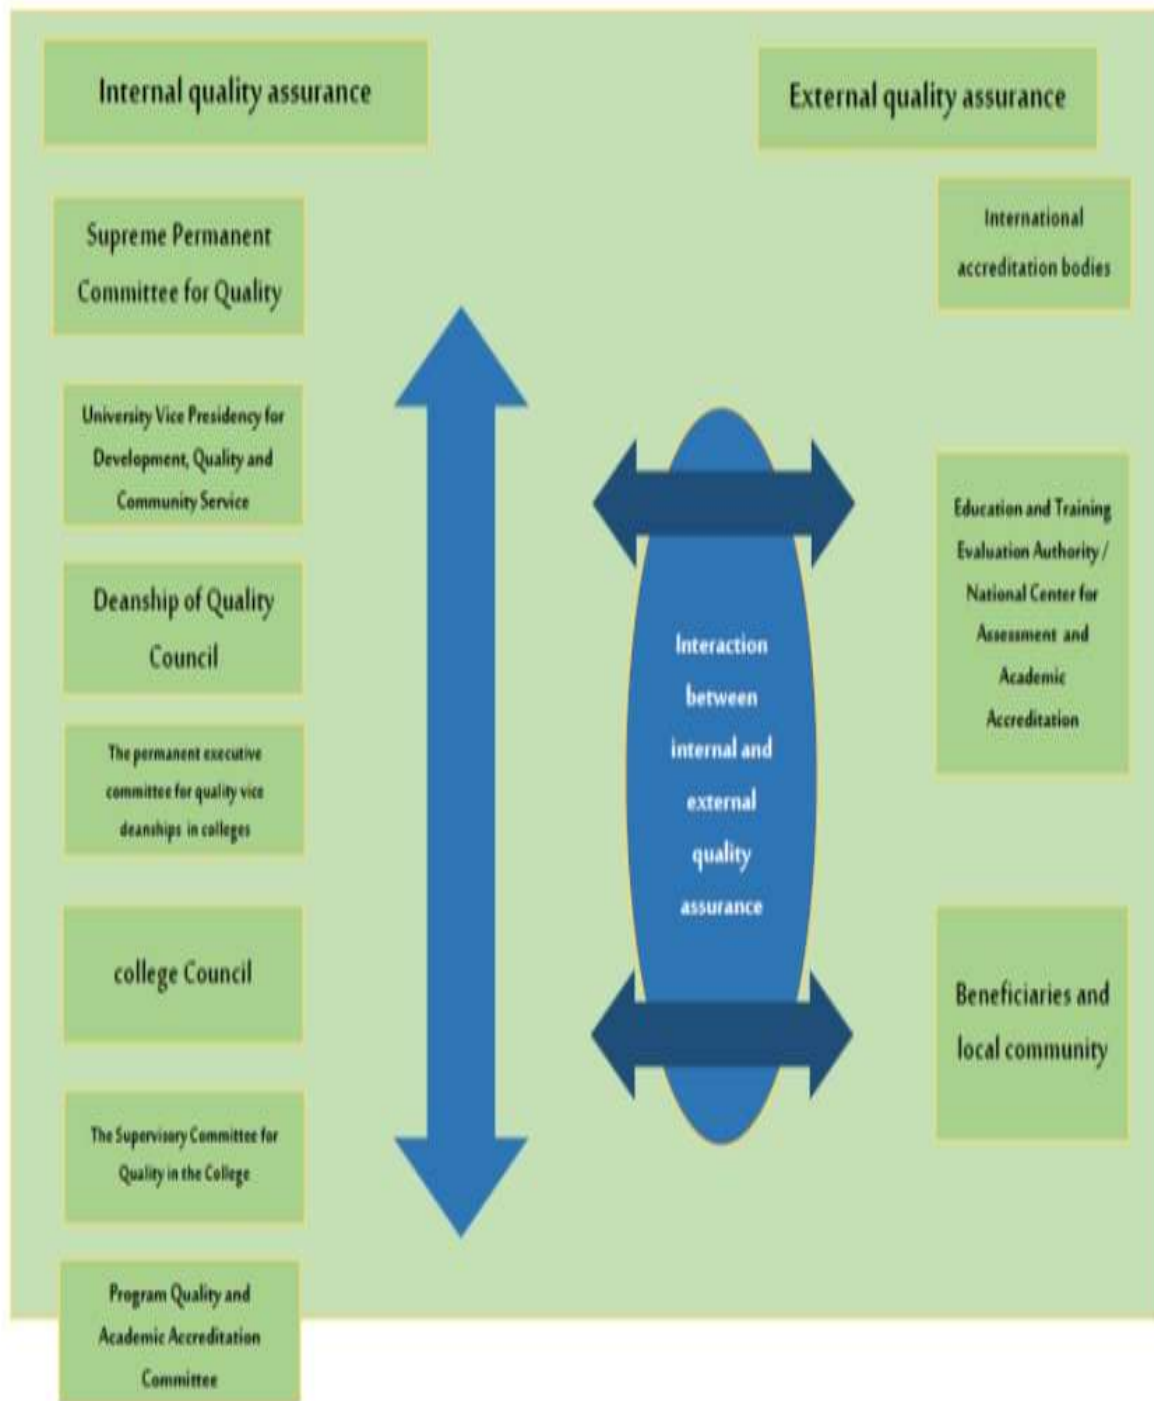 Internal quality assurance
External quality assurance
Supreme Permanent
Committee for Quality
University Vice Presidency for
Development, Quality and
Community Service
Deanship of Quality
Council
The permanent executive
committee for quality vice
deanships in colleges
college Council
The Supervisory Committee for
Quality in the College
Program Quality and
Academic Accreditation
Committee
Interaction
between
internal and
external
quality
assurance
International
accreditation bodies
Education and Training
Evaluation Authority /
National Center for
Assessment and
Academic
Accreditation
Beneficiaries and
local community